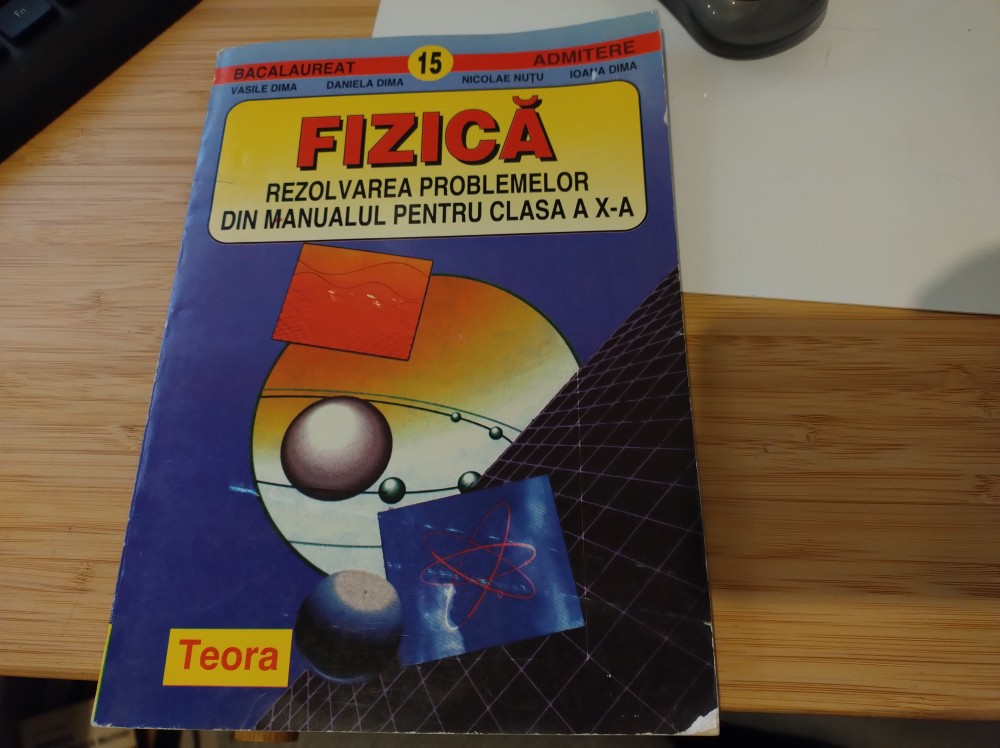 Fn
BACALAUREAT 15 ADMITERE
VASILE DIMA DANIELA DIMA NICOLAE NUȚU IOANA DIMA
FIZICĂ
REZOLVAREA PROBLEMELOR
DIN MANUALUL PENTRU CLASA A X-A
Teora